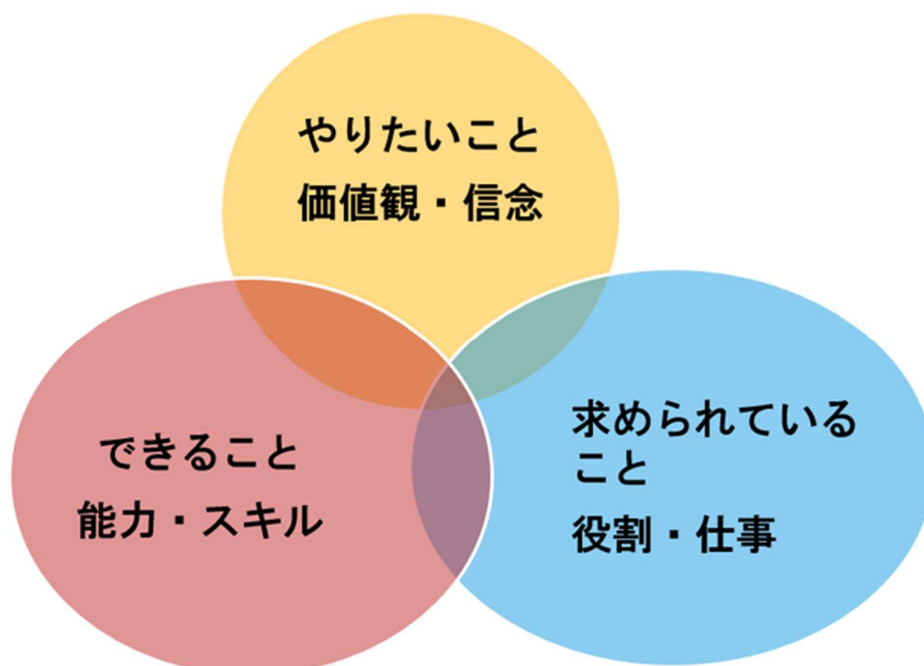 やりたいこと
価値観・信念
できること
能力・スキル
求められている
こと
役割・仕事